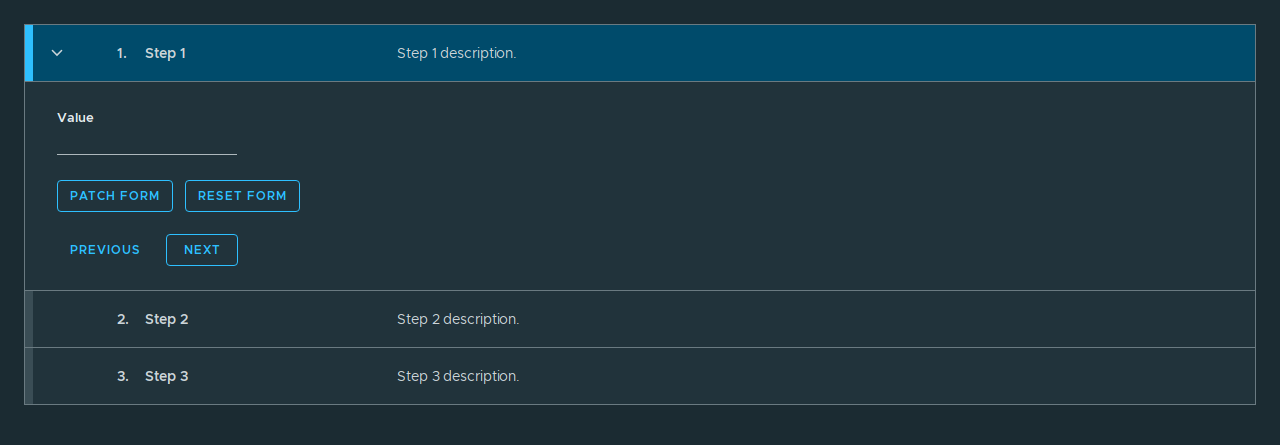 1. Step 1 Step 1 description.
Value
PATCH FORM RESET FORM
PREVIOUS NEXT
2. Step 2 Step 2 description.
3. Step 3 Step 3 description.